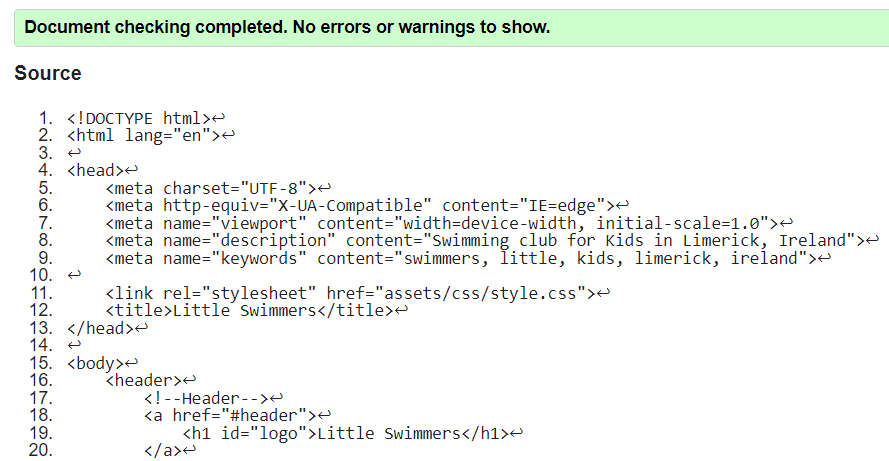 Document checking completed. No errors or warnings to show.
Source
1. <!DOCTYPE html>↩
2. <html lang="en">↩
3. ↩
4. <head>↩
5.     <meta charset="UTF-8">↩
6.     <meta http-equiv="X-UA-Compatible" content="IE=edge">↩
7.     <meta name="viewport" content="width=device-width, initial-scale=1.0">↩
8.     <meta name="description" content="Swimming club for Kids in Limerick, Ireland">↩
9.     <meta name="keywords" content="swimmers, little, kids, limerick, ireland">↩
10. ↩
11.     <link rel="stylesheet" href="assets/css/style.css">↩
12.     <title>Little Swimmers</title>↩
13. </head>↩
14. ↩
15. <body>↩
16.     <header>↩
17.         <!--Header-->↩
18.         <a href="#header">↩
19.             <h1 id="logo">Little Swimmers</h1>↩
20.         </a>↩